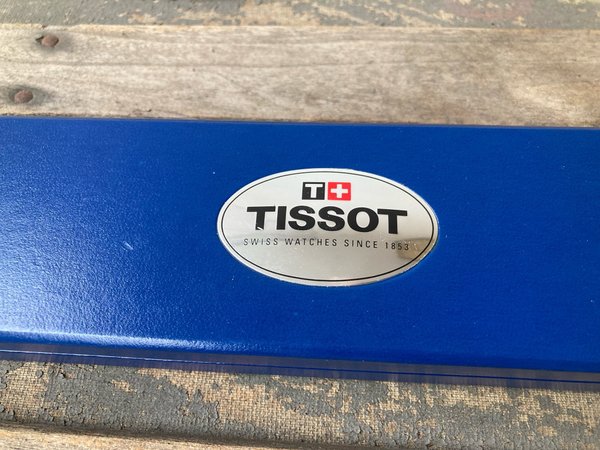 T+
TISSOT
SWISS WATCHES SINCE 1853